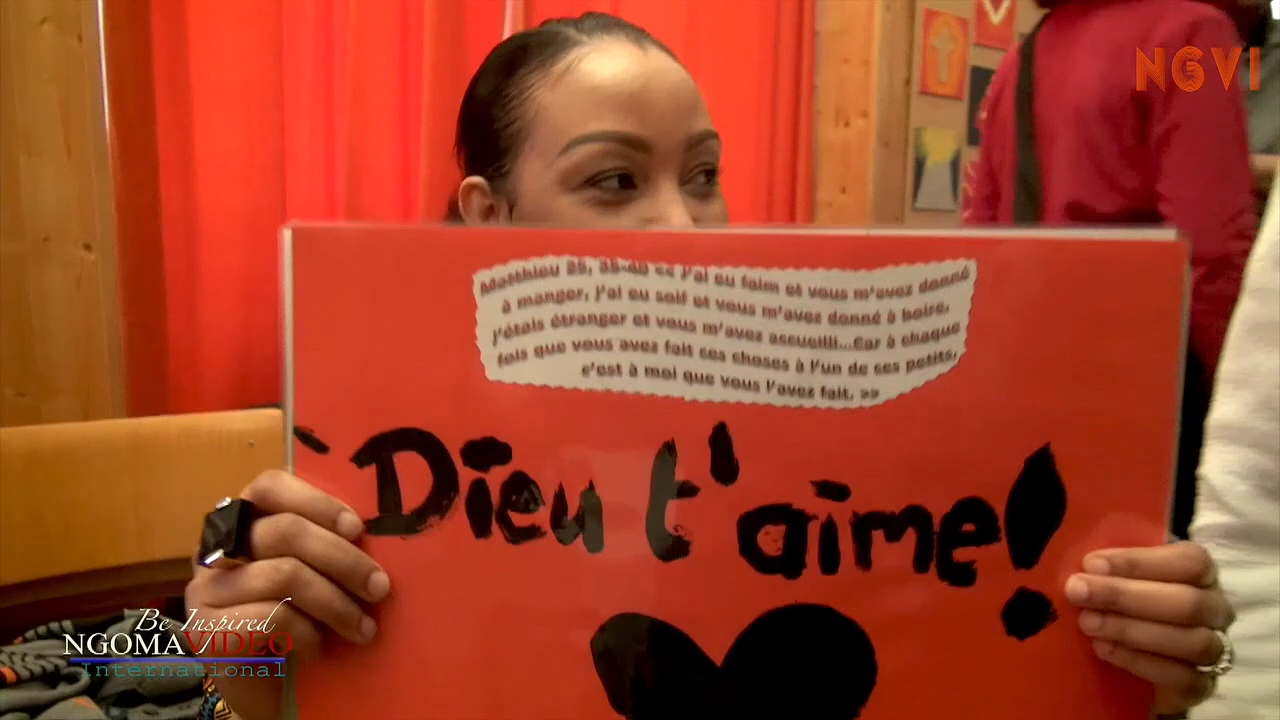 NGVI
Matthieu 25, 35-40 << J'ai eu faim et vous m'avez donné
à manger, j'ai eu soif et vous m'avez donné à boire,
j'étais étranger et vous m'avez accueilli...Car à chaque
fois que vous avez fait ces choses à l'un de ces petits,
c'est à moi que vous l'avez fait. >>
Dieu t'aime!
Be Inspired
NGOMAVIDEO
International